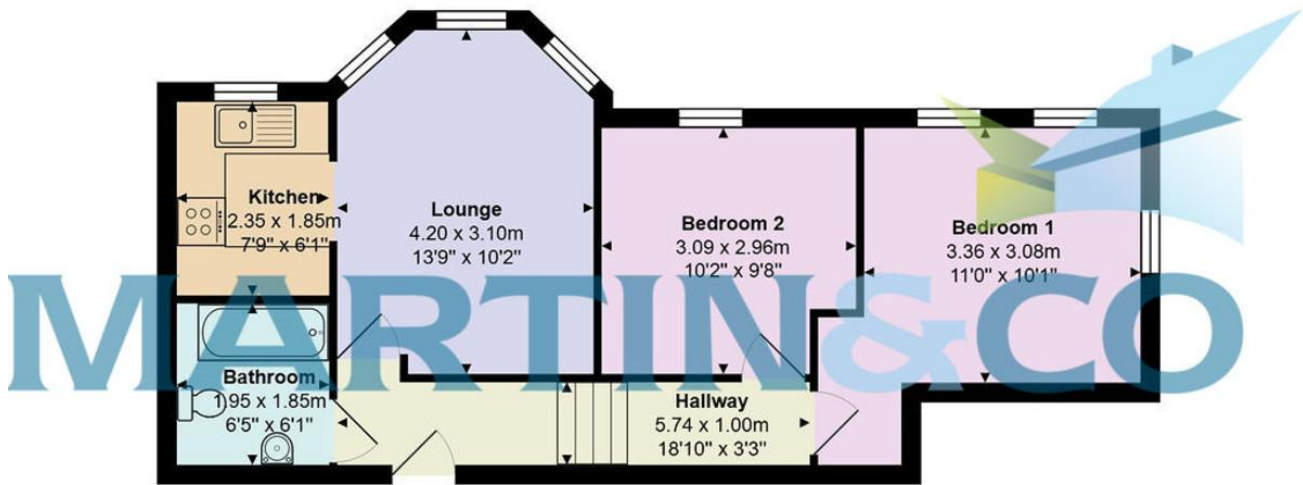 Kitchen
2.35 x 1.85m
7'9" x 6'1"
Lounge
4.20 x 3.10m
13'9" x 10'2"
Bedroom 2
3.09 x 2.96m
10'2" x 9'8"
Bedroom 1
3.36 x 3.08m
11'0" x 10'1"
MARTIN&CO
Bathroom
1.95 x 1.85m
6'5" x 6'1"
Hallway
5.74 x 1.00m
18'10" x 3'3"